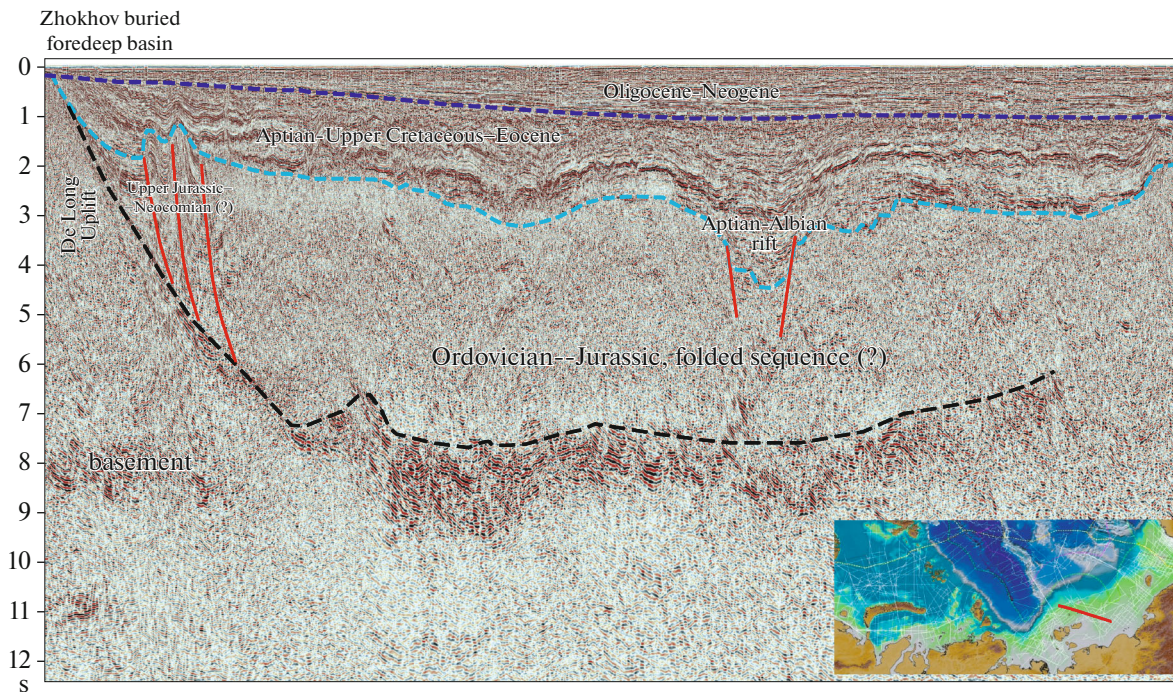 Zhokhov buried
foredeep basin
0
1
2
3
4
5
6
7
8
9
10
11
12
s
Oligocene–Neogene
Aptian-Upper Cretaceous–Eocene
De Long
Uplift
Upper Jurassic–
Neocomian (?)
Aptian-Albian
rift
Ordovician--Jurassic, folded sequence (?)
basement